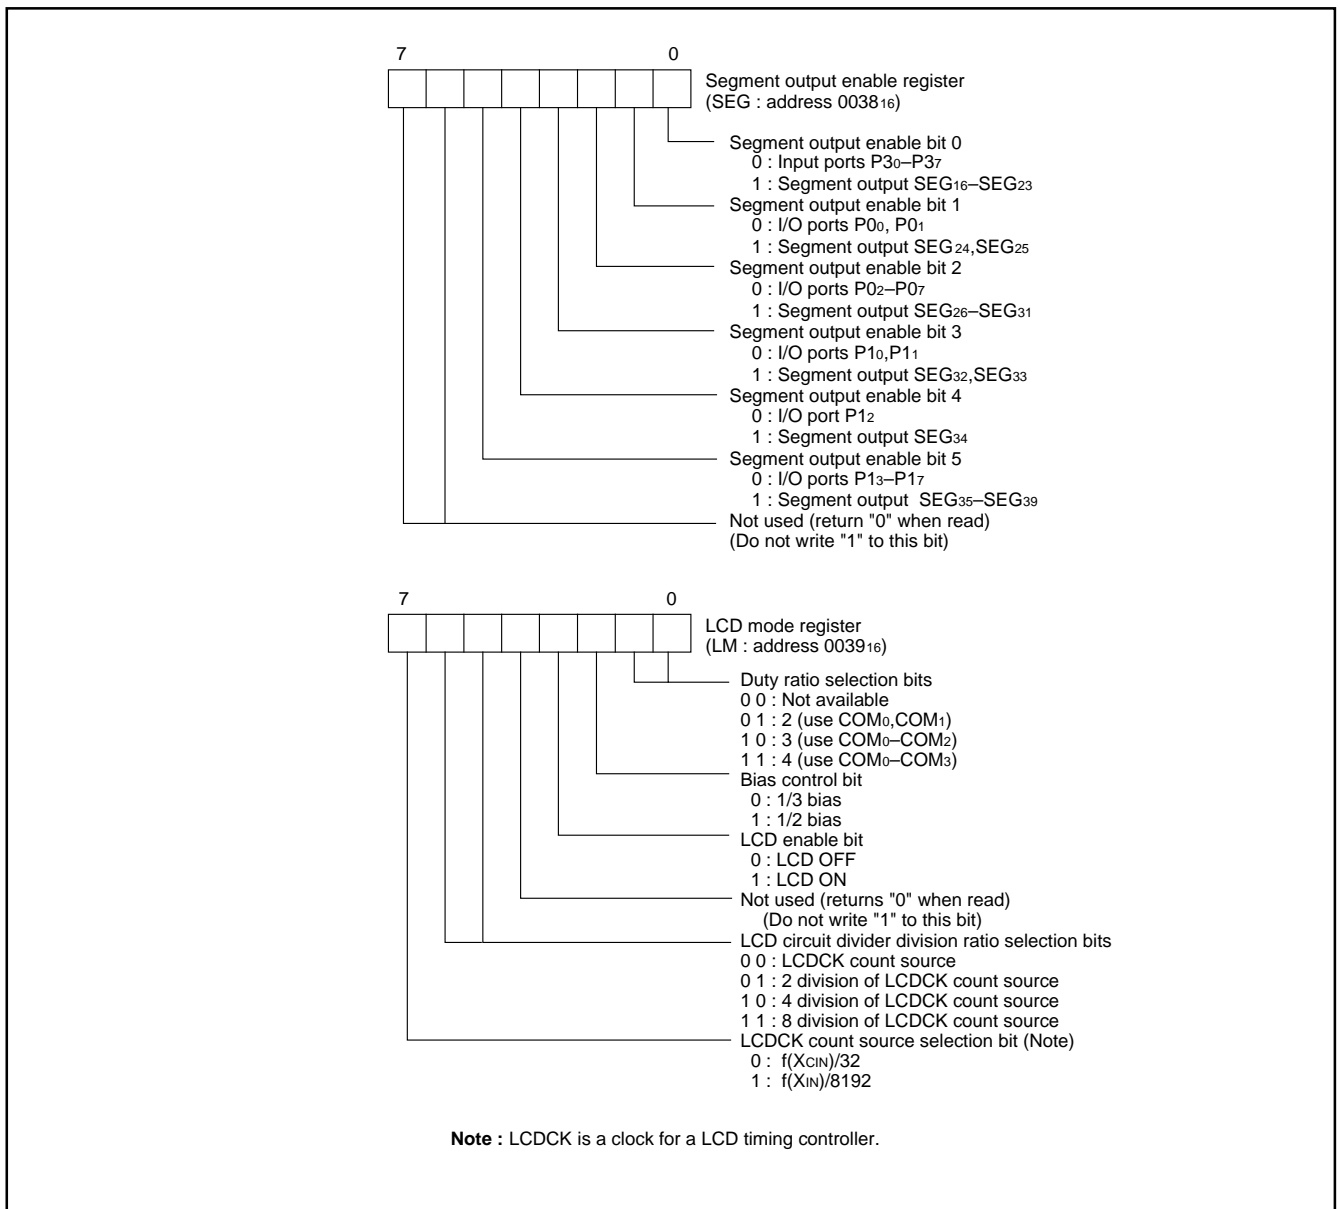 7 0
Segment output enable register
(SEG : address 0038₁₆)
Segment output enable bit 0
0 : Input ports P3₀–P3₇
1 : Segment output SEG₁₆–SEG₂₃
Segment output enable bit 1
0 : I/O ports P0₀, P0₁
1 : Segment output SEG₂₄,SEG₂₅
Segment output enable bit 2
0 : I/O ports P0₂–P0₇
1 : Segment output SEG₂₆–SEG₃₁
Segment output enable bit 3
0 : I/O ports P1₀,P1₁
1 : Segment output SEG₃₂,SEG₃₃
Segment output enable bit 4
0 : I/O port P1₂
1 : Segment output SEG₃₄
Segment output enable bit 5
0 : I/O ports P1₃–P1₇
1 : Segment output SEG₃₅–SEG₃₉
Not used (return "0" when read)
(Do not write "1" to this bit)
7 0
LCD mode register
(LM : address 0039₁₆)
Duty ratio selection bits
0 0 : Not available
0 1 : 2 (use COM₀,COM₁)
1 0 : 3 (use COM₀–COM₂)
1 1 : 4 (use COM₀–COM₃)
Bias control bit
0 : 1/3 bias
1 : 1/2 bias
LCD enable bit
0 : LCD OFF
1 : LCD ON
Not used (returns "0" when read)
(Do not write "1" to this bit)
LCD circuit divider division ratio selection bits
0 0 : LCDCK count source
0 1 : 2 division of LCDCK count source
1 0 : 4 division of LCDCK count source
1 1 : 8 division of LCDCK count source
LCDCK count source selection bit (Note)
0 : f(XCIN)/32
1 : f(XIN)/8192
Note : LCDCK is a clock for a LCD timing controller.